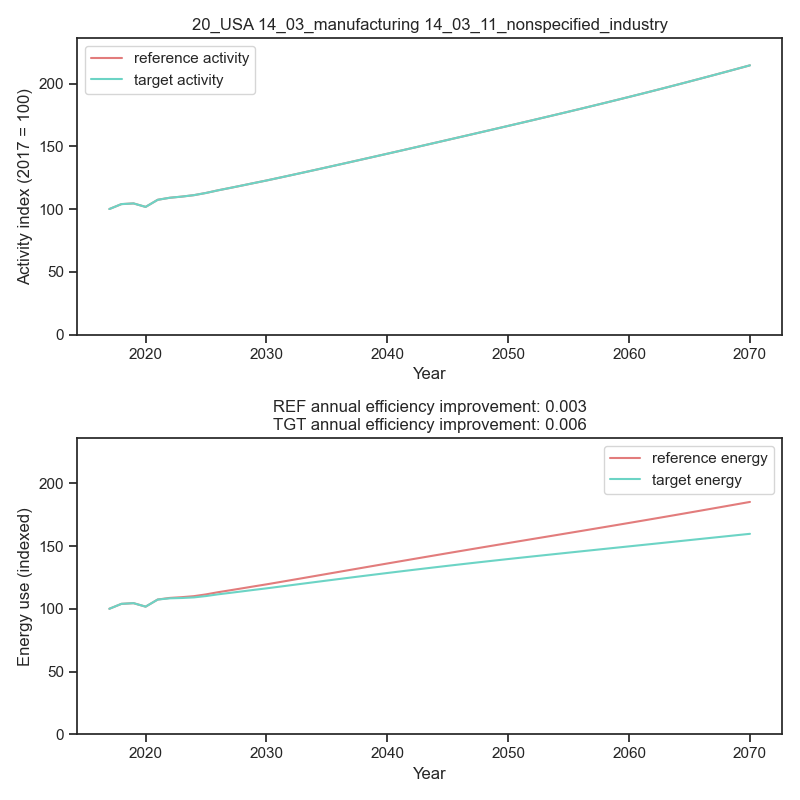 20_USA 14_03_manufacturing 14_03_11_nonspecified_industry
reference activity
target activity
Activity index (2017 = 100)
200
150
100
50
0
2020 2030 2040 2050 2060 2070
Year
REF annual efficiency improvement: 0.003
TGT annual efficiency improvement: 0.006
reference energy
target energy
Energy use (indexed)
200
150
100
50
0
2020 2030 2040 2050 2060 2070
Year